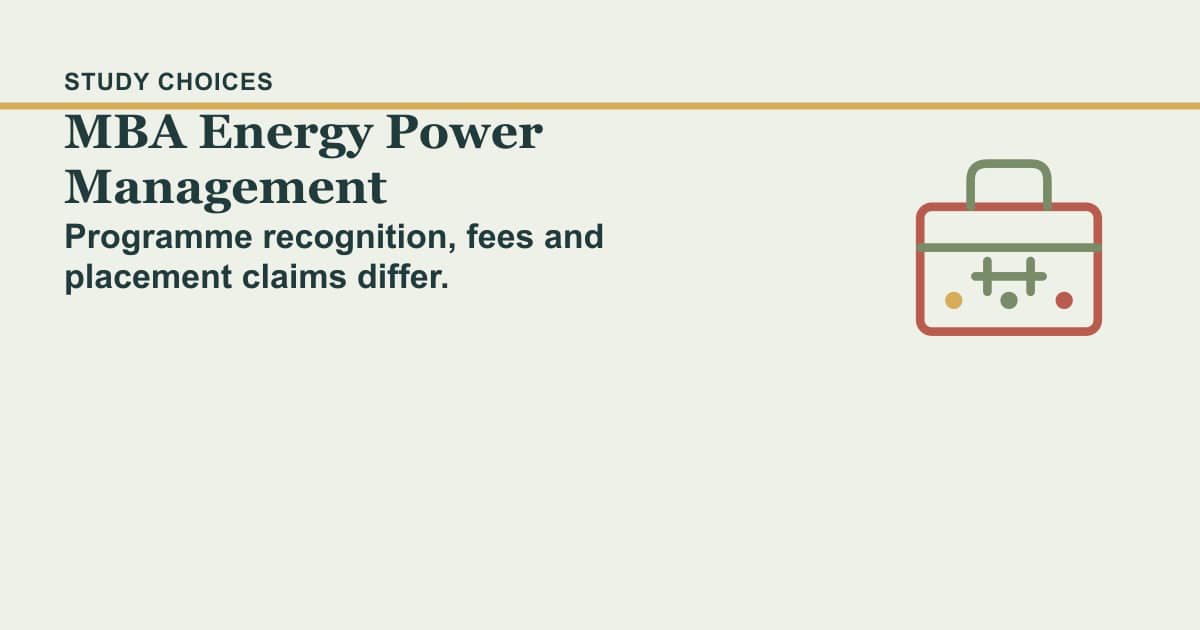 STUDY CHOICES
MBA Energy Power
Management
Programme recognition, fees and
placement claims differ.